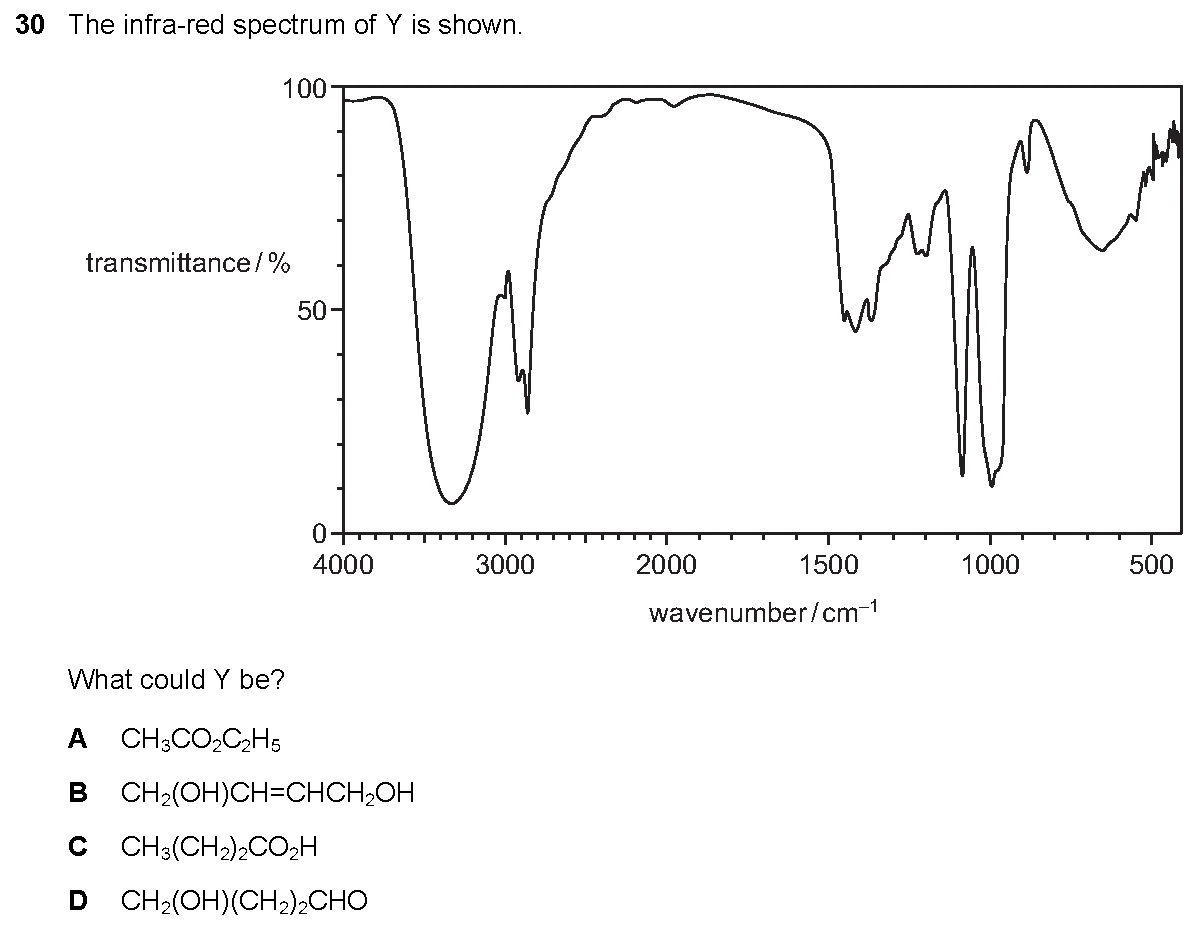 30 The infra-red spectrum of Y is shown.
100
transmittance / %
50
0
4000 3000 2000 1500 1000 500
wavenumber / cm⁻¹
What could Y be?
A CH₃CO₂C₂H₅
B CH₂(OH)CH=CHCH₂OH
C CH₃(CH₂)₂CO₂H
D CH₂(OH)(CH₂)₂CHO